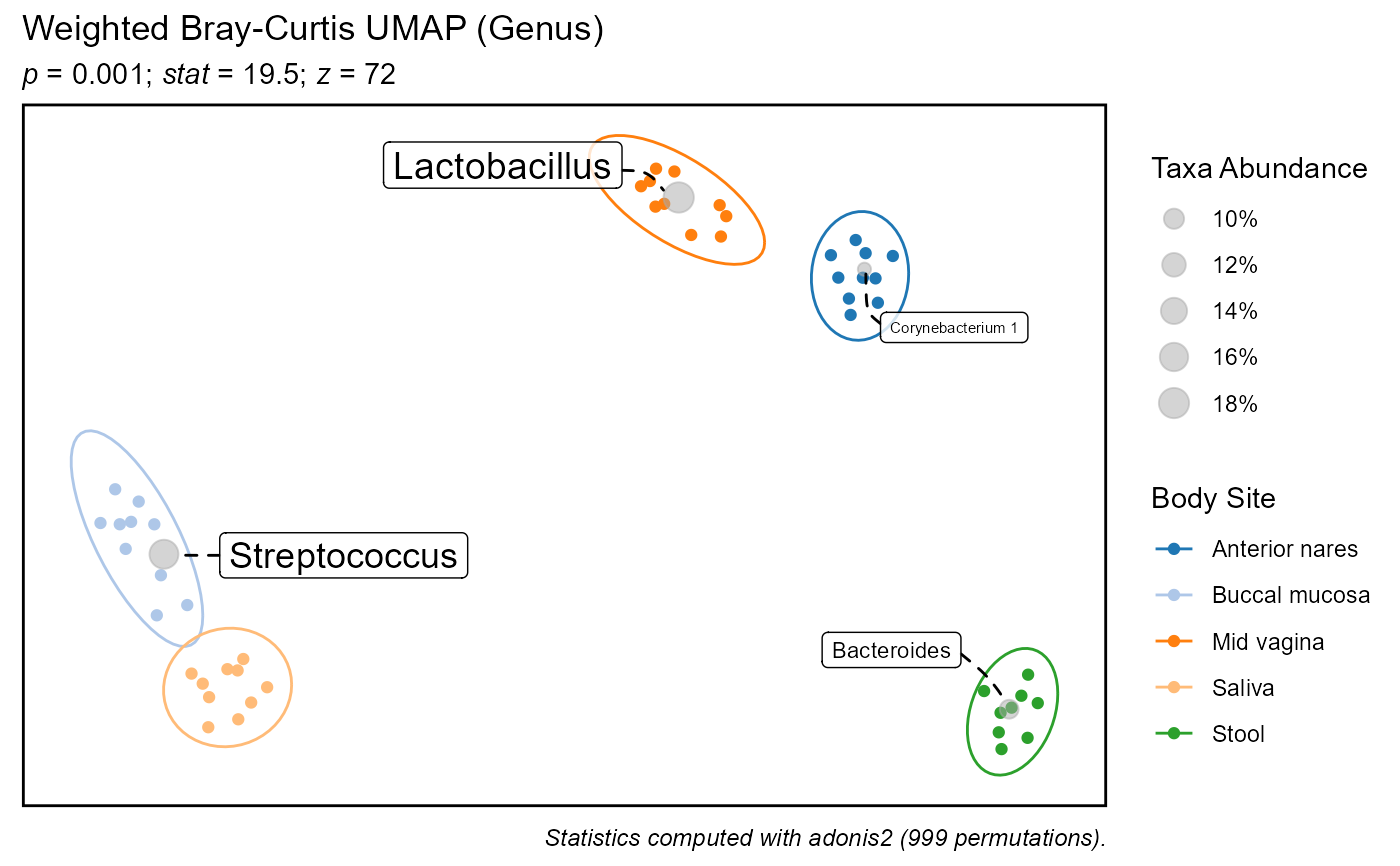 Weighted Bray-Curtis UMAP (Genus)
p = 0.001; stat = 19.5; z = 72
Lactobacillus
Corynebacterium 1
Streptococcus
Bacteroides
Taxa Abundance
10%
12%
14%
16%
18%
Body Site
Anterior nares
Buccal mucosa
Mid vagina
Saliva
Stool
Statistics computed with adonis2 (999 permutations).